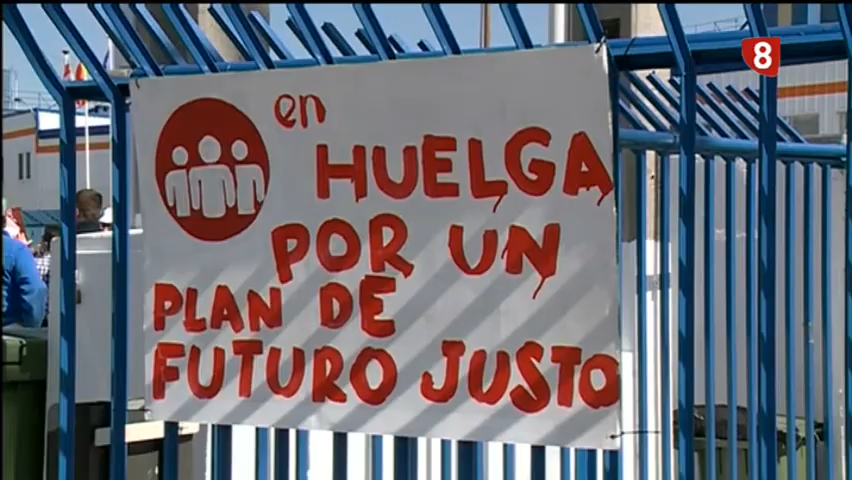 8
en
HUELGA
POR UN
PLAN DE
FUTURO JUSTO